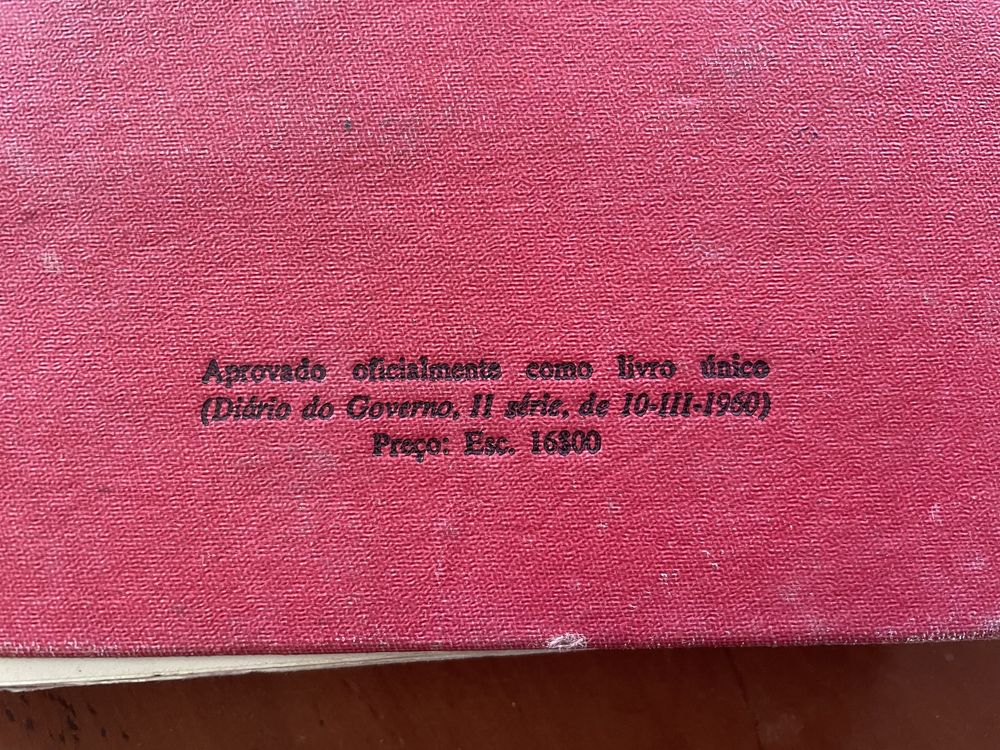 Aprovado oficialmente como livro único
(Diário do Governo, II série, de 10-III-1960)
Preço: Esc. 16$00